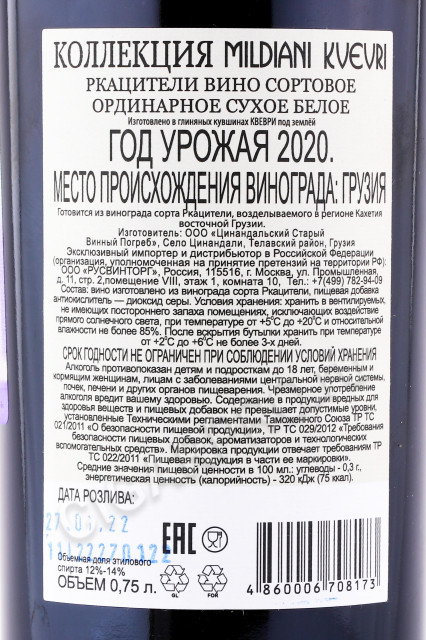 КОЛЛЕКЦИЯ MILDIANI KVEVRI
РКАЦИТЕЛИ ВИНО СОРТОВОЕ
ОРДИНАРНОЕ СУХОЕ БЕЛОЕ
Изготовлено в глиняных кувшинах КВЕВРИ под землёй
ГОД УРОЖАЯ 2020.
МЕСТО ПРОИСХОЖДЕНИЯ ВИНОГРАДА: ГРУЗИЯ
Готовится из винограда сорта Ркацители, возделываемого в регионе Кахетия
восточной Грузии.
Изготовитель: ООО «Цинандальский Старый
Винный Погреб», Село Цинандали, Телавский район, Грузия
Эксклюзивный импортер и дистрибьютор в Российской Федерации
(организация, уполномоченная на принятие претензий на территории РФ):
ООО «РУСВИНТОРГ», Россия, 115516, г. Москва, ул. Промышленная,
д. 11, стр. 2,помещение VIII, этаж 1, комната 10, Тел.: +7(499) 782-94-09
Состав: вино изготовлено из винограда сорта Ркацители, пищевая добавка
антиокислитель — диоксид серы. Условия хранения: хранить в вентилируемых,
не имеющих постороннего запаха помещениях, исключающих воздействие
прямого солнечного света, при температуре от +5°С до +20°С и относительной
влажности не более 85%. После вскрытия бутылки хранить при температуре
от +2°С до +6°С не более 3-х дней.
СРОК ГОДНОСТИ НЕ ОГРАНИЧЕН ПРИ СОБЛЮДЕНИИ УСЛОВИЙ ХРАНЕНИЯ
Алкоголь противопоказан детям и подросткам до 18 лет, беременным и
кормящим женщинам, лицам с заболеваниями центральной нервной системы,
почек, печени и других органов пищеварения. Чрезмерное употребление
алкоголя вредит вашему здоровью. Содержание в продукции вредных для
здоровья веществ и пищевых добавок не превышает допустимые уровни,
установленные Техническими регламентами Таможенного Союза ТР ТС
021/2011 «О безопасности пищевой продукции», ТР ТС 029/2012 «Требования
безопасности пищевых добавок, ароматизаторов и технологических
вспомогательных средств». Маркировка продукции отвечает требованиям ТР
ТС 022/2011 «Пищевая продукция в части ее маркировки».
Средние значения пищевой ценности в 100 мл.: углеводы - 0,3 г.,
энергетическая ценность (калорийность) - 320 кДж (75 ккал).
ДАТА РОЗЛИВА:
27.01.22
Объемная доля этилового
спирта 12%-14%
ОБЪЕМ 0,75 л.
EAC
GL
FOR
4 860006 708173